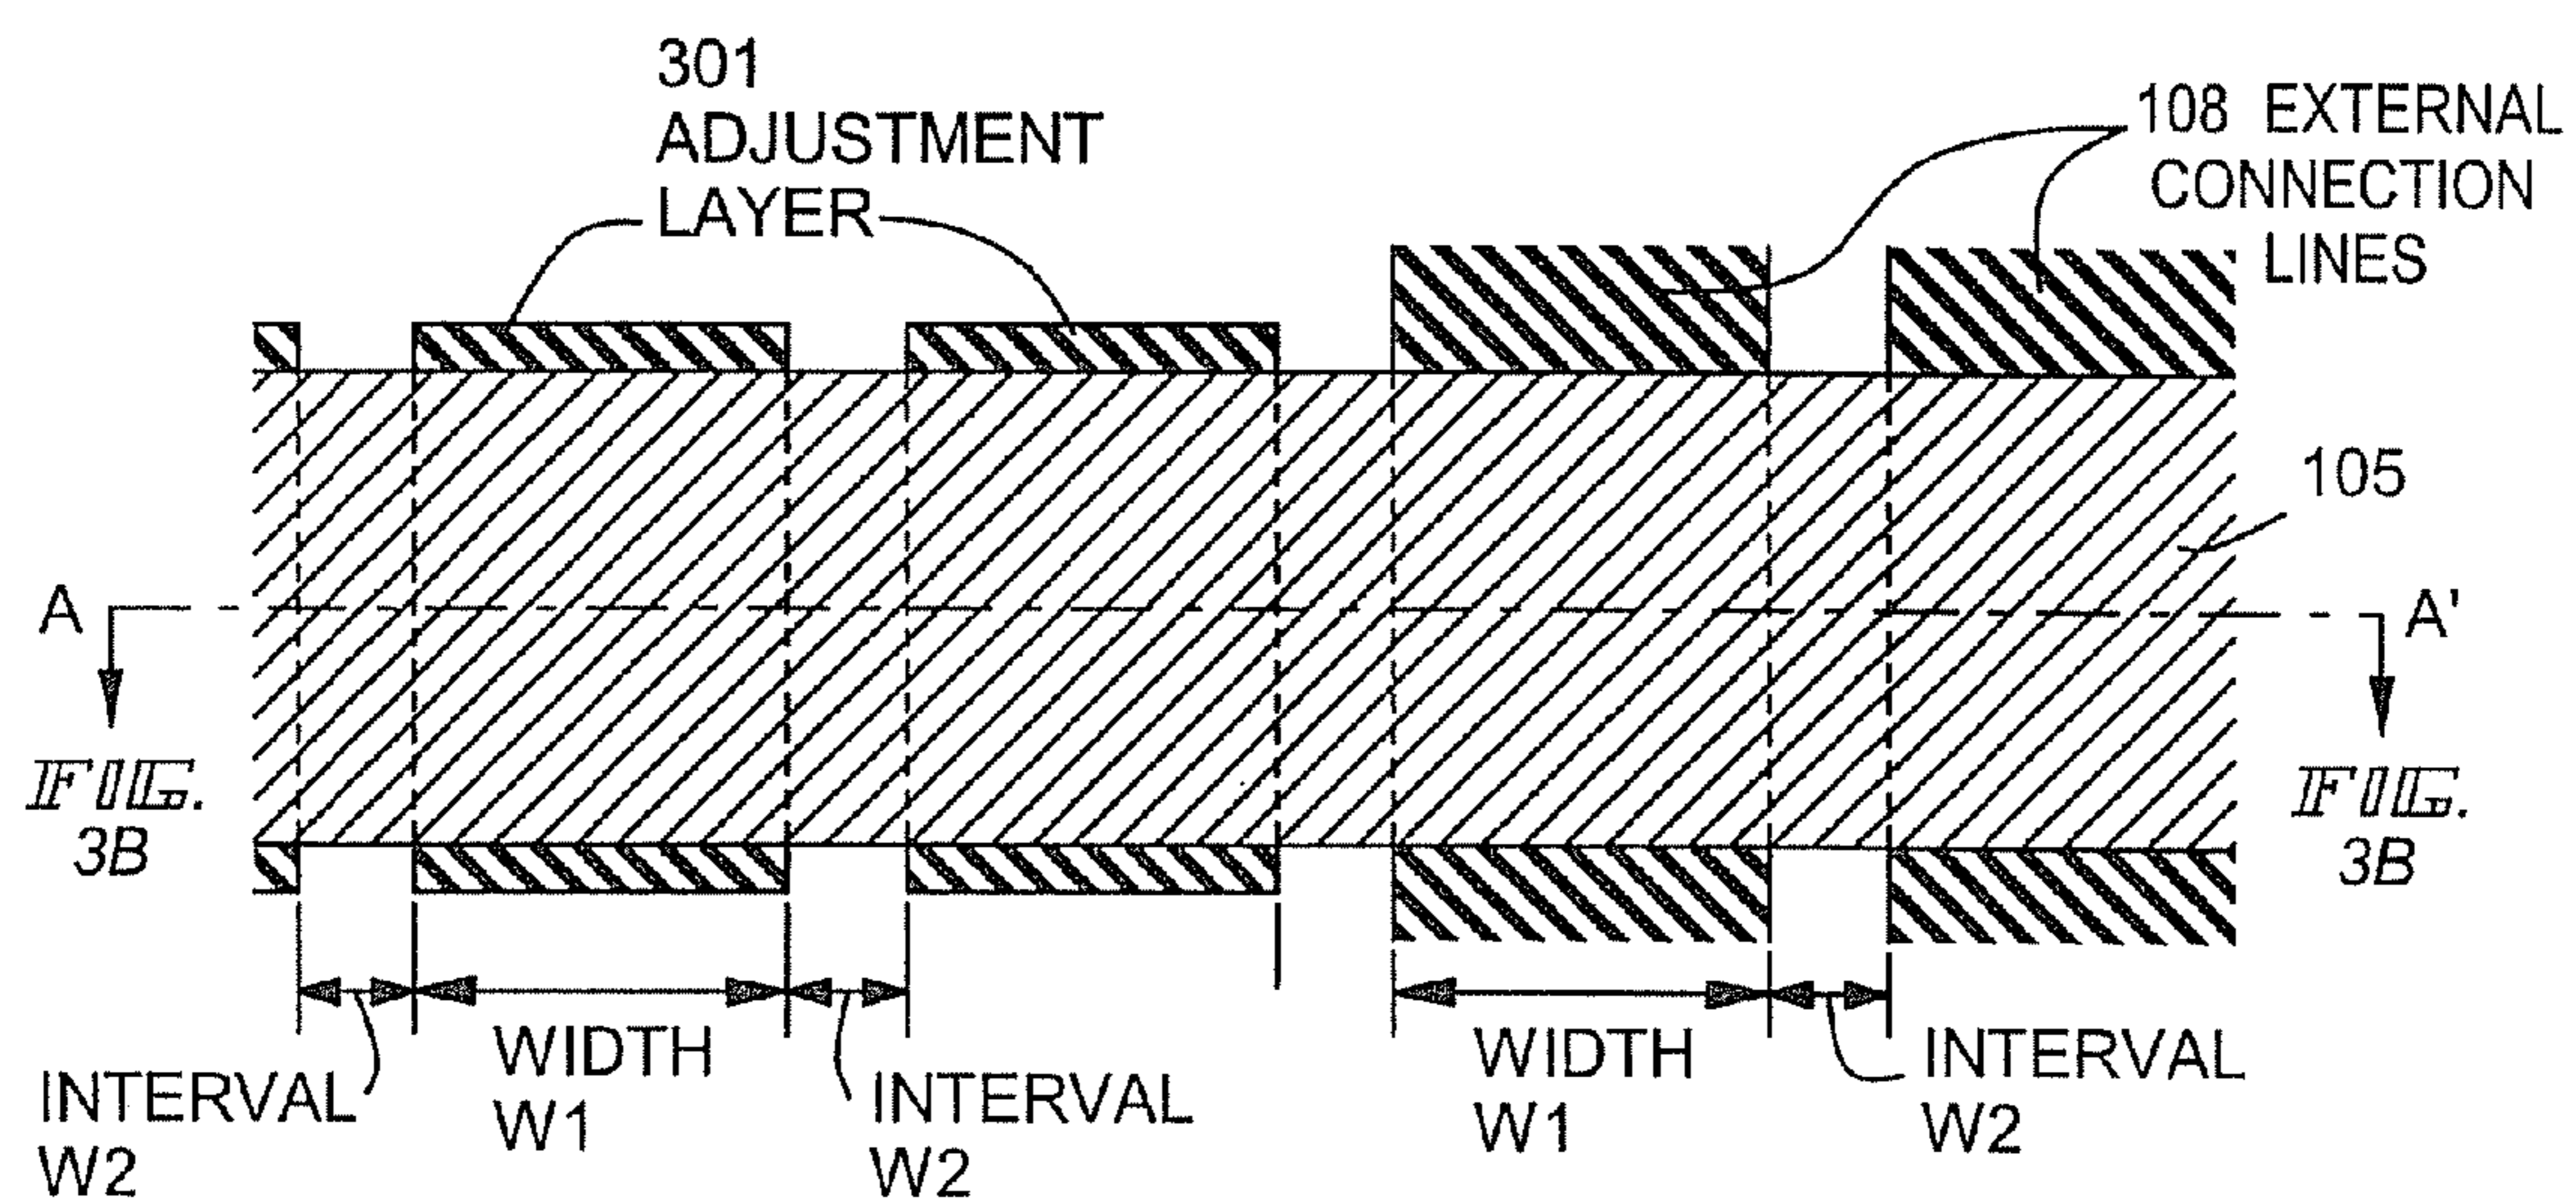 301
ADJUSTMENT
LAYER
108 EXTERNAL
CONNECTION
LINES
105
A
A'
FIG.
3B
FIG.
3B
INTERVAL
W2
WIDTH
W1
INTERVAL
W2
WIDTH
W1
INTERVAL
W2